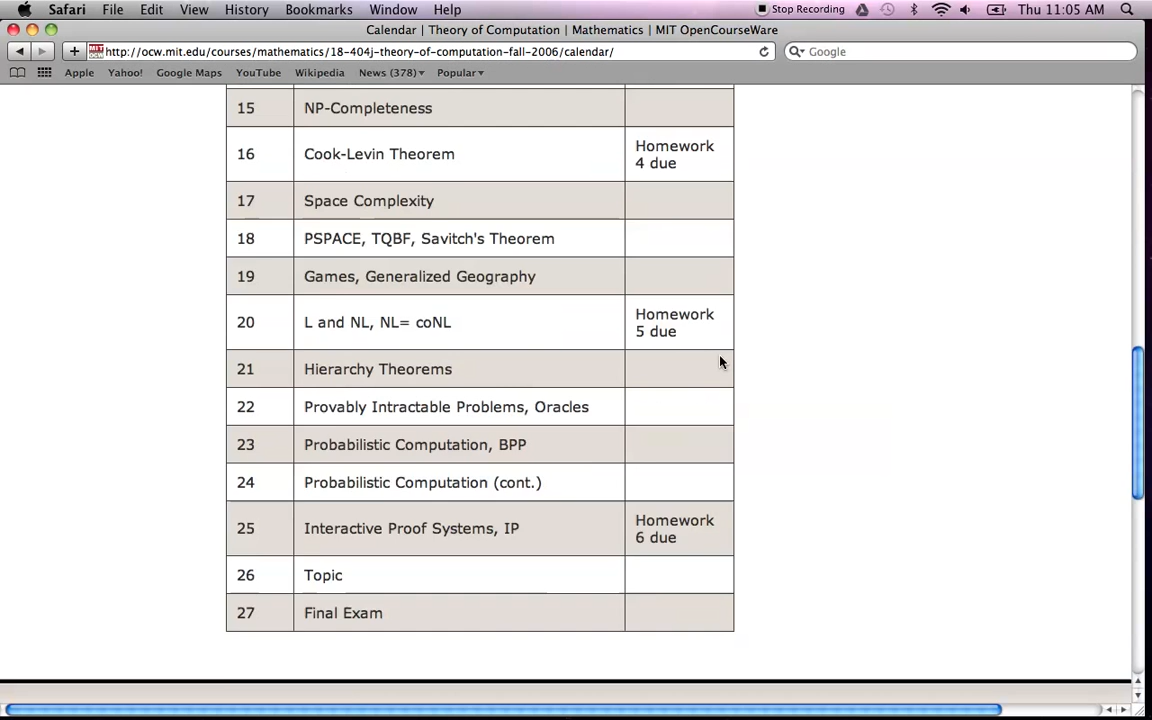 Safari File Edit View History Bookmarks Window Help Stop Recording Thu 11:05 AM
Calendar | Theory of Computation | Mathematics | MIT OpenCourseWare
MIT http://ocw.mit.edu/courses/mathematics/18-404j-theory-of-computation-fall-2006/calendar/ Google
Apple Yahoo! Google Maps YouTube Wikipedia News (378) Popular
15 NP-Completeness
16 Cook-Levin Theorem Homework
4 due
17 Space Complexity
18 PSPACE, TQBF, Savitch's Theorem
19 Games, Generalized Geography
20 L and NL, NL= coNL Homework
5 due
21 Hierarchy Theorems
22 Provably Intractable Problems, Oracles
23 Probabilistic Computation, BPP
24 Probabilistic Computation (cont.)
25 Interactive Proof Systems, IP Homework
6 due
26 Topic
27 Final Exam